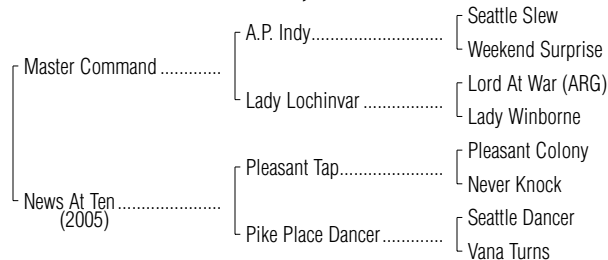 Seattle Slew
A.P. Indy..................
Weekend Surprise
Master Command .............
Lord At War (ARG)
Lady Lochinvar ..................
Lady Winborne
Pleasant Colony
Pleasant Tap.......................
Never Knock
News At Ten......................
(2005)
Seattle Dancer
Pike Place Dancer.............
Vana Turns